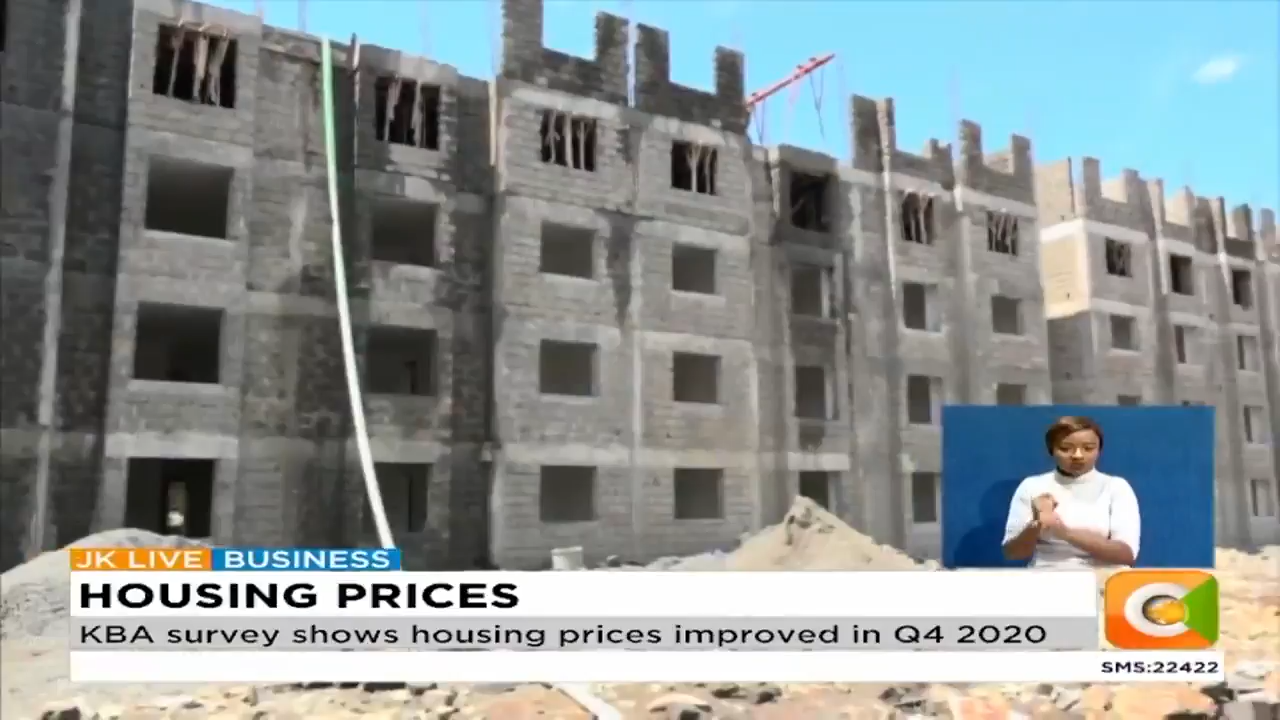 JK LIVE BUSINESS
HOUSING PRICES
KBA survey shows housing prices improved in Q4 2020
SMS:22422